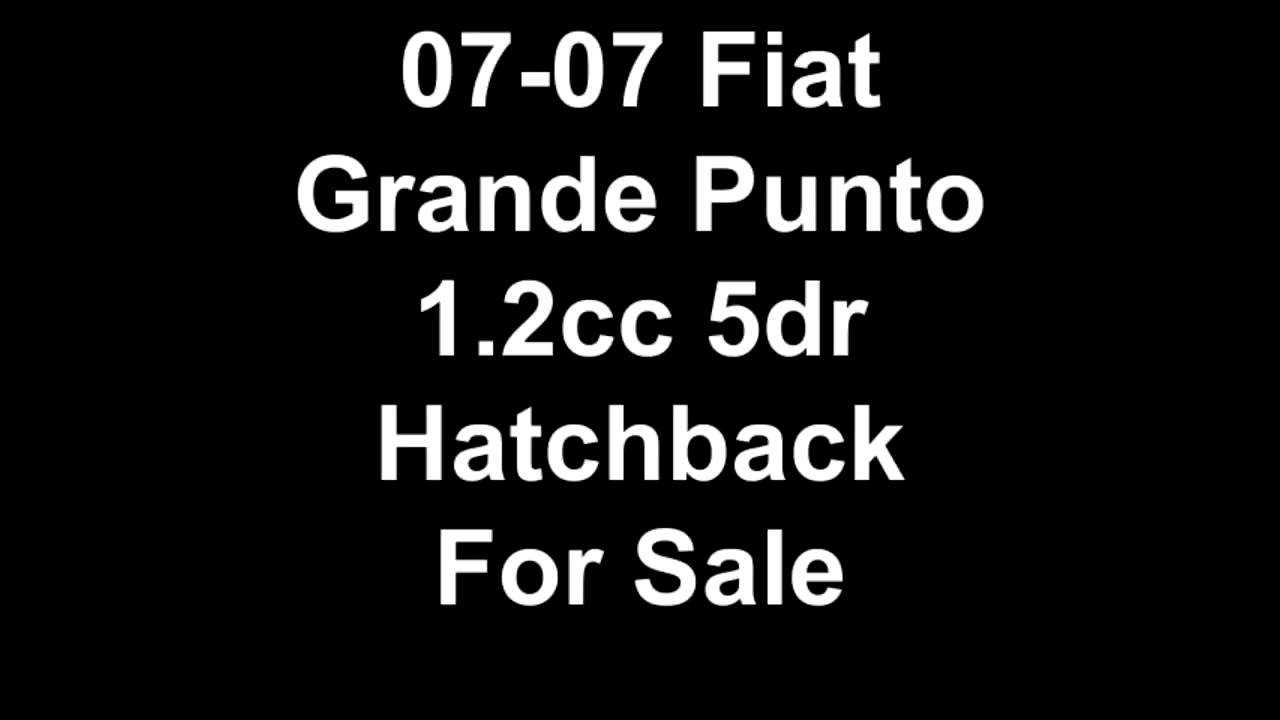 07-07 Fiat
Grande Punto
1.2cc 5dr
Hatchback
For Sale